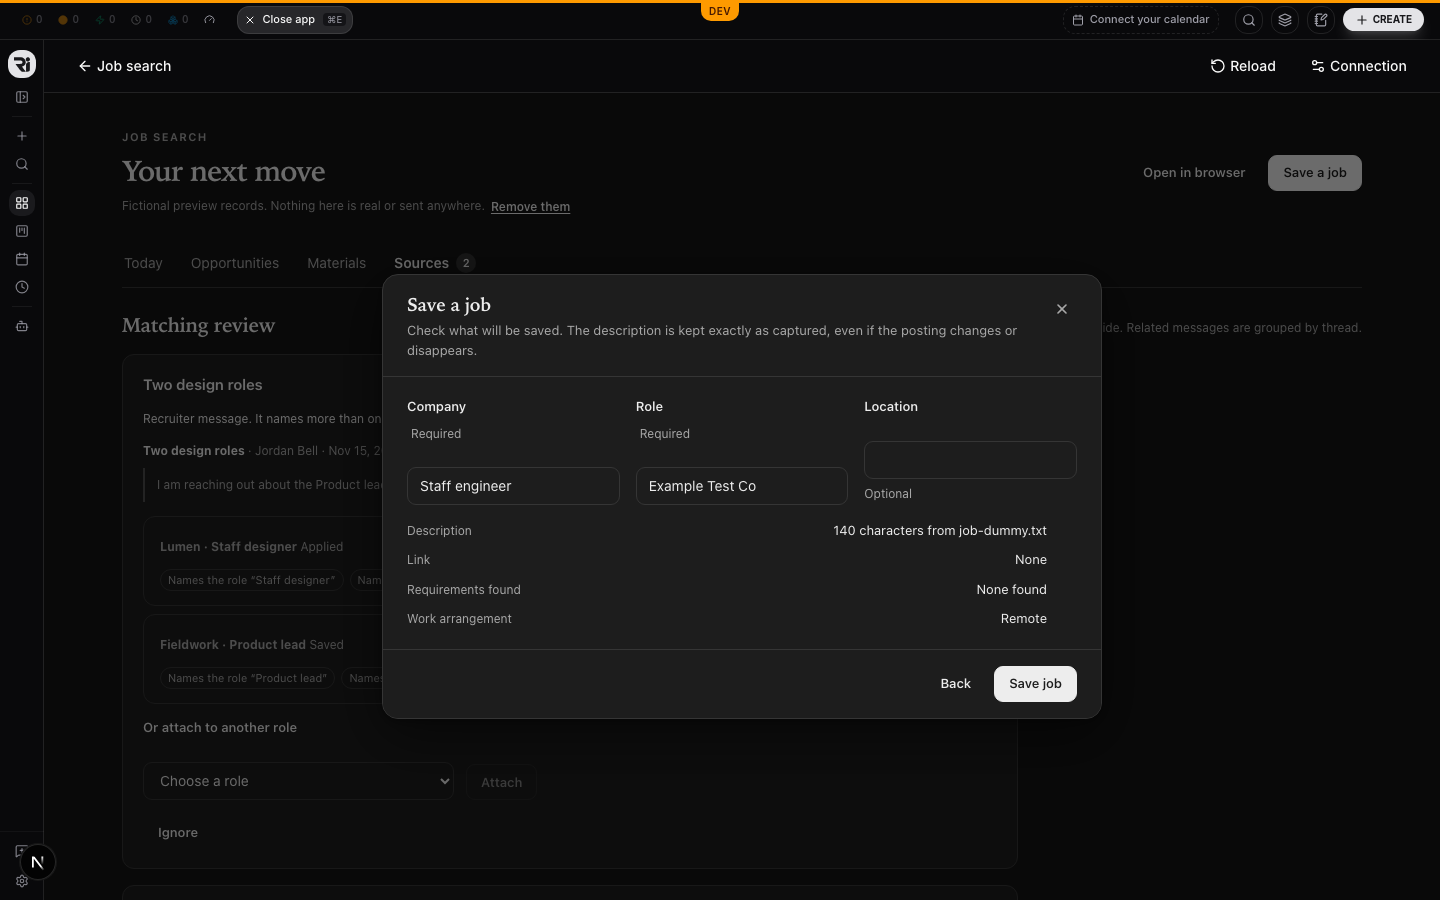 0 0 0 0 0
Close app ⌘E
DEV
Connect your calendar
CREATE
Ri
Job search
Reload
Connection
JOB SEARCH
Your next move
Open in browser
Save a job
Fictional preview records. Nothing here is real or sent anywhere. Remove them
Today
Opportunities
Materials
Sources 2
Matching review
ide. Related messages are grouped by thread.
Two design roles
Recruiter message. It names more than on
Two design roles · Jordan Bell · Nov 15, 2
I am reaching out about the Product lea
Lumen · Staff designer Applied
Names the role “Staff designer”
Nam
Fieldwork · Product lead Saved
Names the role “Product lead”
Names
Or attach to another role
Choose a role
Attach
Ignore
Save a job
Check what will be saved. The description is kept exactly as captured, even if the posting changes or
disappears.
Company
Role
Location
Required
Required
Staff engineer
Example Test Co
Optional
Description
140 characters from job-dummy.txt
Link
None
Requirements found
None found
Work arrangement
Remote
Back
Save job
N